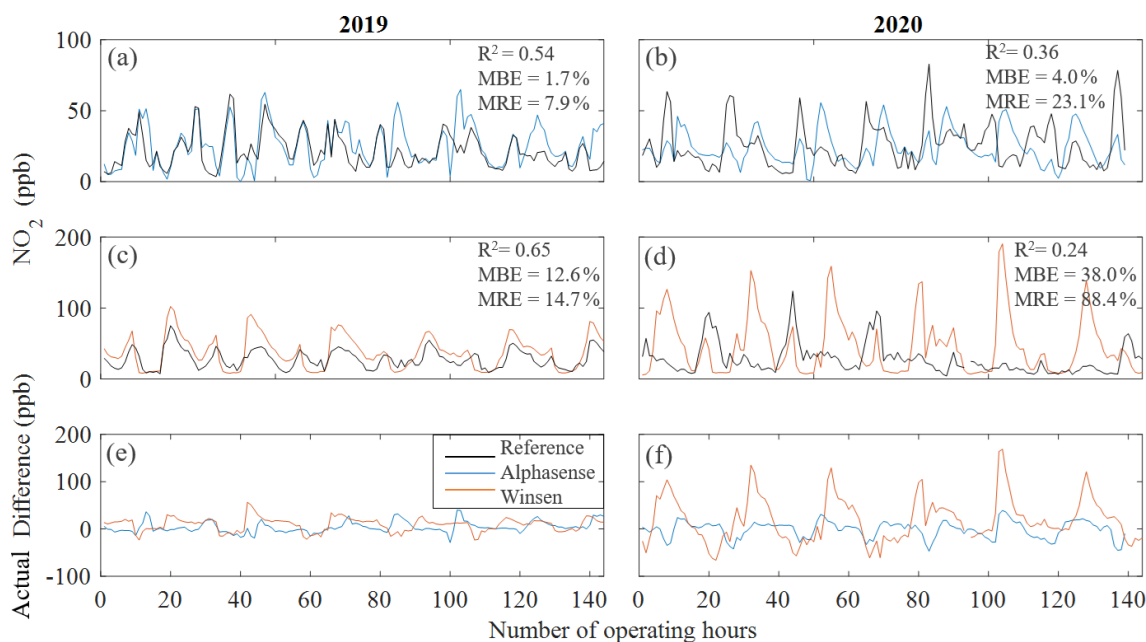 2019
2020
(a)
R² = 0.54
MBE = 1.7%
MRE = 7.9%
(b)
R² = 0.36
MBE = 4.0%
MRE = 23.1%
100
50
0
NO₂ (ppb)
(c)
R² = 0.65
MBE = 12.6%
MRE = 14.7%
(d)
R² = 0.24
MBE = 38.0%
MRE = 88.4%
200
100
0
Actual Difference (ppb)
(e)
Reference
Alphasense
Winsen
(f)
200
100
0
-100
0 20 40 60 80 100 120 140
0 20 40 60 80 100 120 140
Number of operating hours